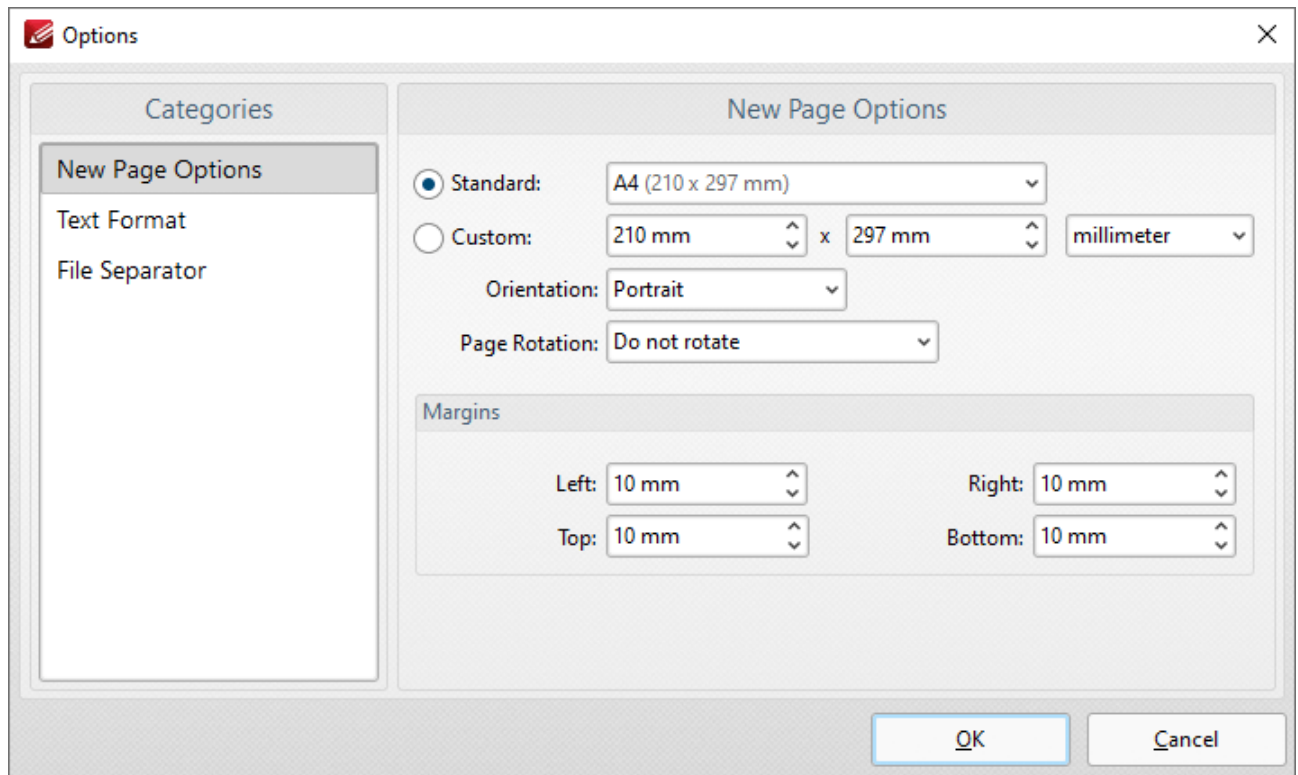 Options
Categories
New Page Options
Text Format
File Separator
New Page Options
Standard: A4 (210 x 297 mm)
Custom: 210 mm x 297 mm millimeter
Orientation: Portrait
Page Rotation: Do not rotate
Margins
Left: 10 mm Right: 10 mm
Top: 10 mm Bottom: 10 mm
OK Cancel